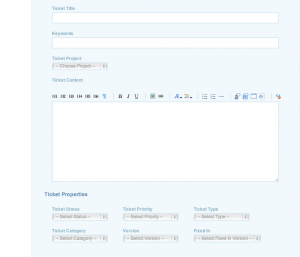 Ticket Title
Keywords
Ticket Project
-- Choose Project --
Ticket Content
H1 H2 H3 H4 H5 H6
B I U
Ticket Properties
Ticket Status Ticket Priority Ticket Type
-- Select Status -- -- Select Priority -- -- Select Type --
Ticket Category Version Fixed In
-- Select Category -- -- Select Version -- -- Select Fixed In Version --